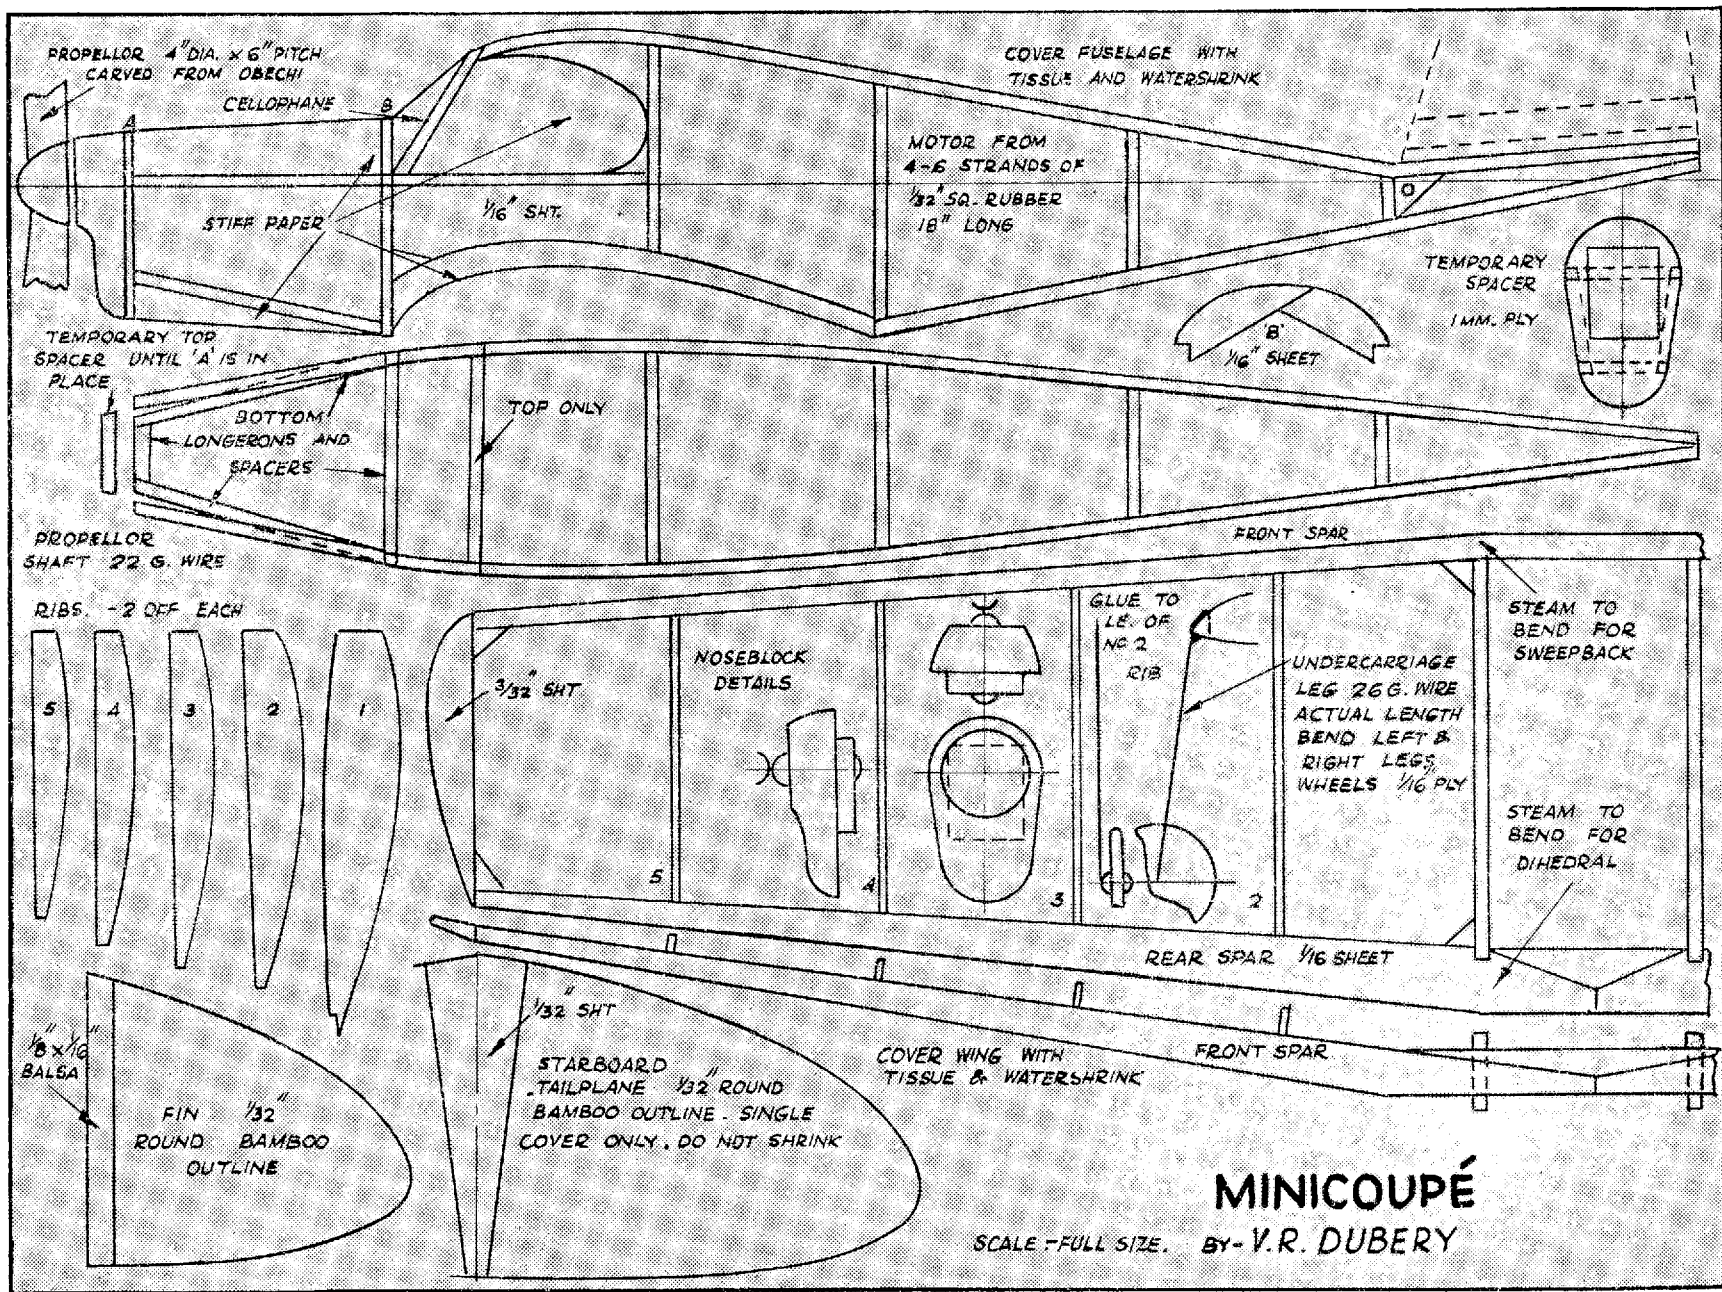 PROPELLOR 4" DIA. x 6" PITCH
CARVED FROM OBECHI
CELLOPHANE
A
B
COVER FUSELAGE WITH
TISSUE AND WATERSHRINK
MOTOR FROM
4-6 STRANDS OF
1/32" SQ. RUBBER
18" LONG
STIFF PAPER
1/16" SHT.
TEMPORARY
SPACER
1 MM. PLY
'B'
1/16" SHEET
TEMPORARY TOP
SPACER UNTIL 'A' IS IN
PLACE
BOTTOM
LONGERONS AND
SPACERS
TOP ONLY
PROPELLOR
SHAFT 22 G. WIRE
FRONT SPAR
RIBS. - 2 OFF EACH
5
4
3
2
1
3/32" SHT
NOSEBLOCK
DETAILS
GLUE TO
L.E. OF
No 2
RIB
UNDERCARRIAGE
LEG 26 G. WIRE
ACTUAL LENGTH
BEND LEFT &
RIGHT LEGS
WHEELS 1/16" PLY
STEAM TO
BEND FOR
SWEEPBACK
STEAM TO
BEND FOR
DIHEDRAL
5
4
3
2
REAR SPAR 1/16 SHEET
1/32" SHT
1/8" x 1/16"
BALSA
FIN 1/32"
ROUND BAMBOO
OUTLINE
STARBOARD
TAILPLANE 1/32" ROUND
BAMBOO OUTLINE - SINGLE
COVER ONLY. DO NOT SHRINK
COVER WING WITH
TISSUE & WATERSHRINK
FRONT SPAR
MINICOUPÉ
SCALE:-FULL SIZE. BY- V.R. DUBERY